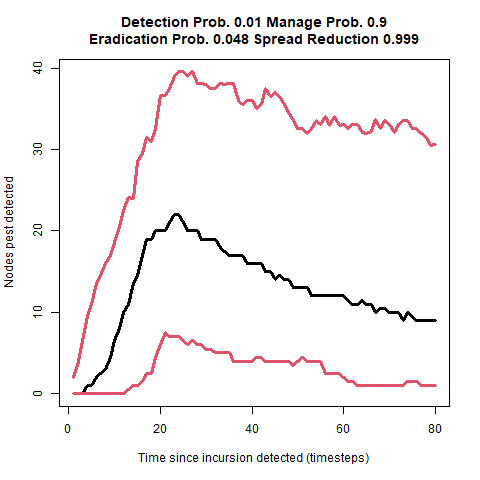 Detection Prob. 0.01 Manage Prob. 0.9
Eradication Prob. 0.048 Spread Reduction 0.999
Nodes pest detected
40
30
20
10
0
0 20 40 60 80
Time since incursion detected (timesteps)